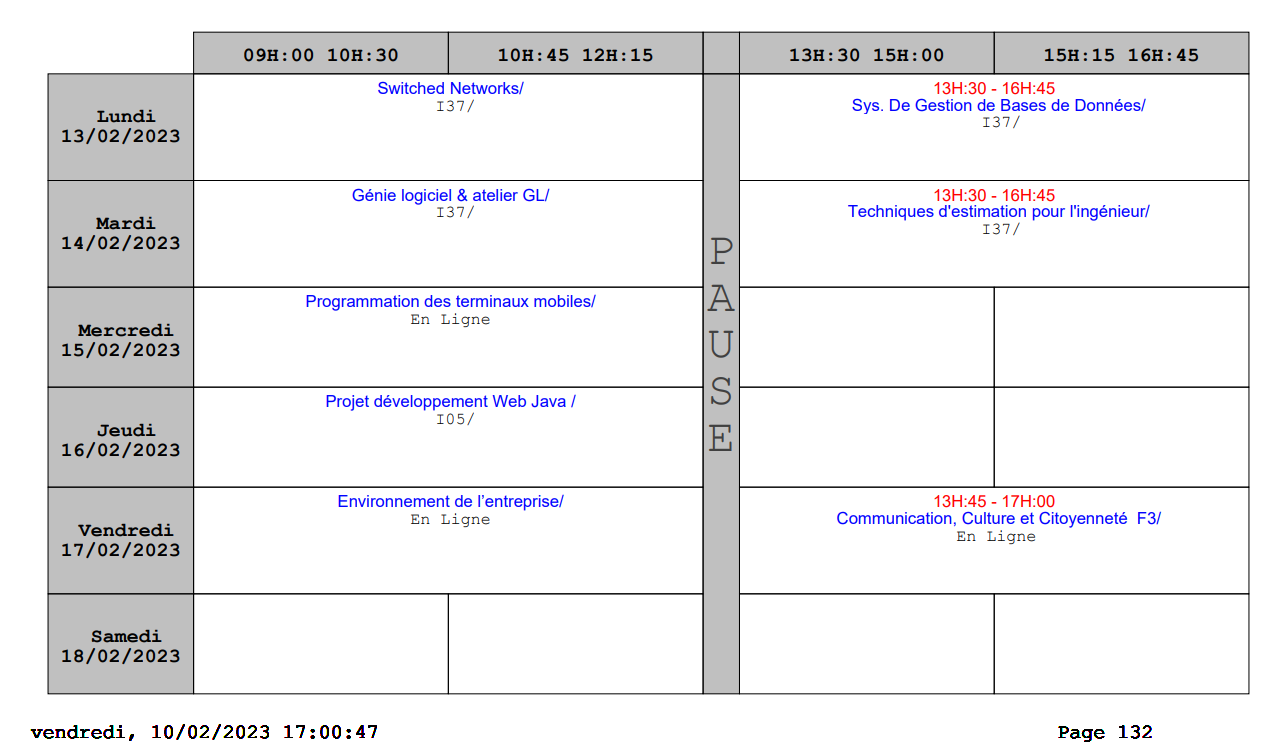 09H:00 10H:30
10H:45 12H:15
13H:30 15H:00
15H:15 16H:45
Lundi
13/02/2023
Switched Networks/
I37/
13H:30 - 16H:45
Sys. De Gestion de Bases de Données/
I37/
Mardi
14/02/2023
Génie logiciel & atelier GL/
I37/
13H:30 - 16H:45
Techniques d'estimation pour l'ingénieur/
I37/
P
A
U
S
E
Mercredi
15/02/2023
Programmation des terminaux mobiles/
En Ligne
Jeudi
16/02/2023
Projet développement Web Java /
I05/
Vendredi
17/02/2023
Environnement de l’entreprise/
En Ligne
13H:45 - 17H:00
Communication, Culture et Citoyenneté  F3/
En Ligne
Samedi
18/02/2023
vendredi, 10/02/2023 17:00:47
Page 132